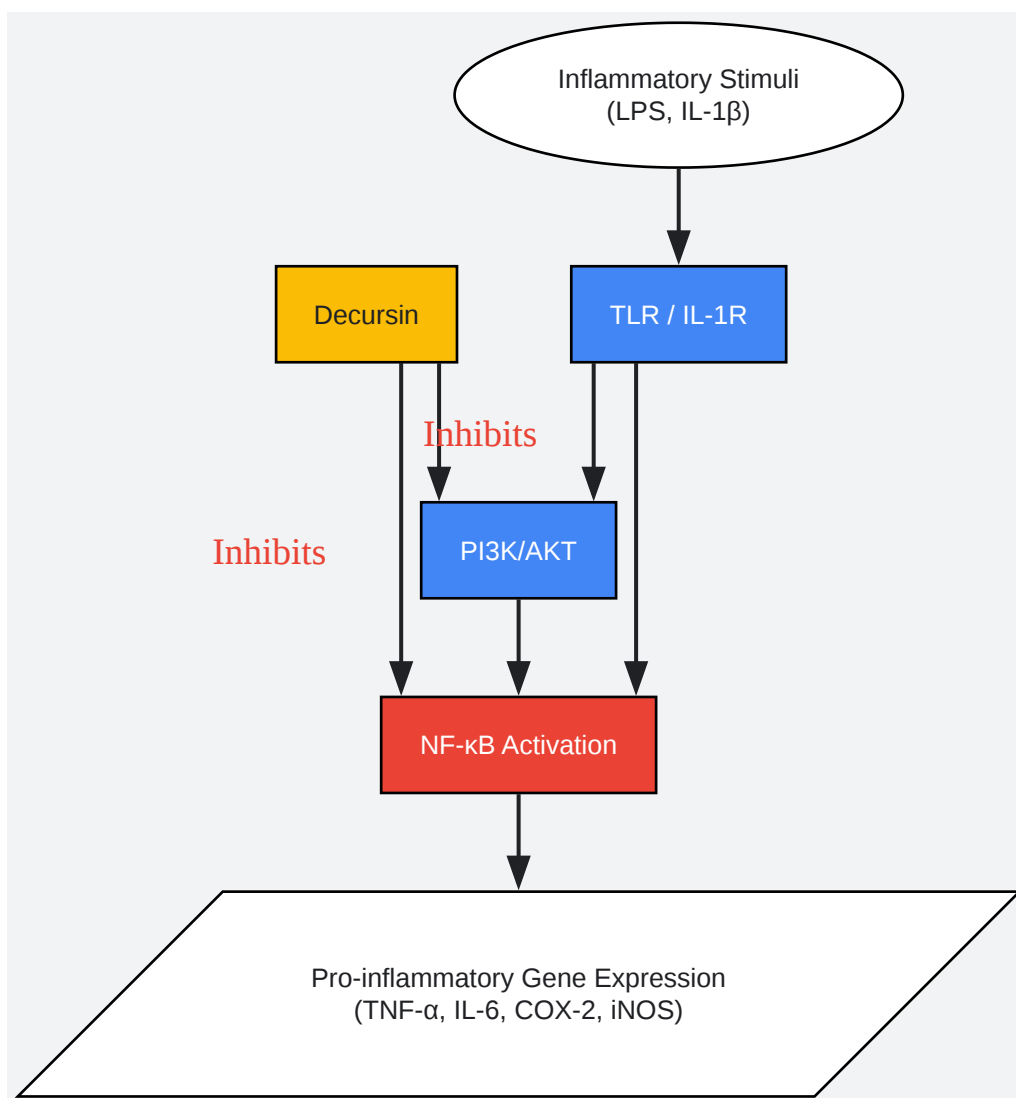 Inflammatory Stimuli
(LPS, IL-1β)
Decursin
TLR / IL-1R
Inhibits
PI3K/AKT
Inhibits
NF-κB Activation
Pro-inflammatory Gene Expression
(TNF-α, IL-6, COX-2, iNOS)